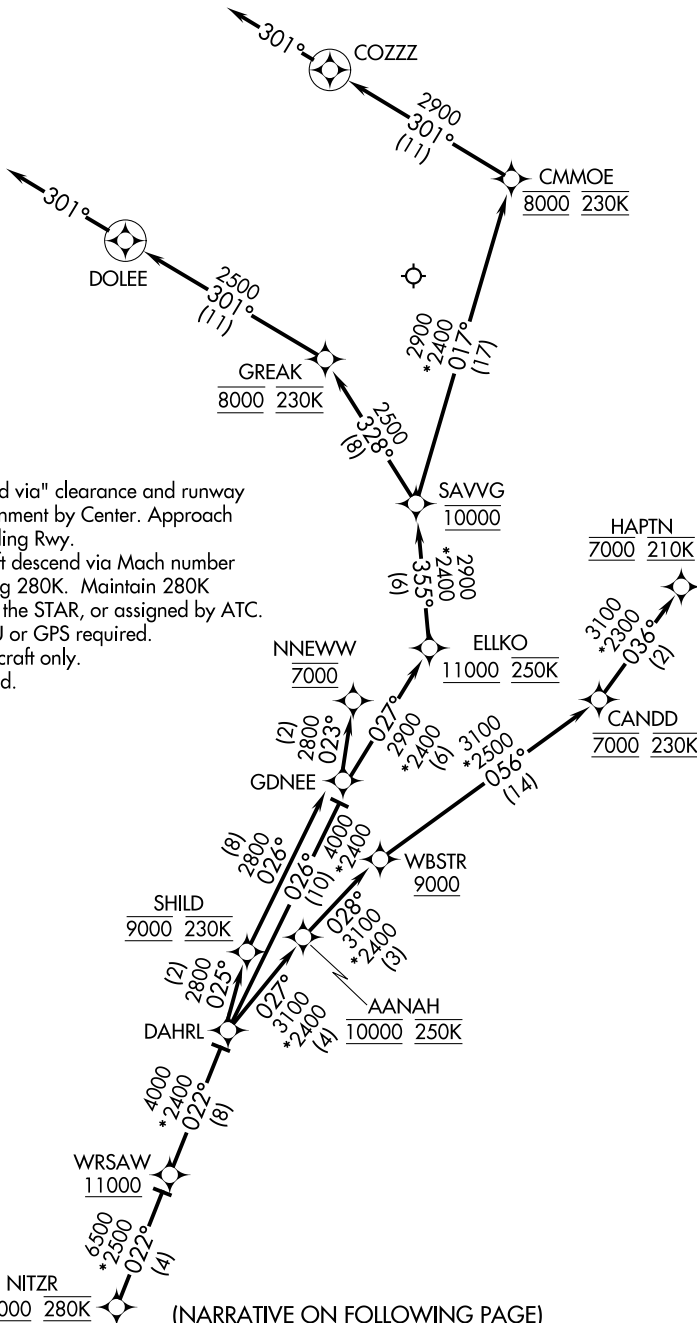 301°
COZZZ
2900
301°
(11)
CMMOE
8000 230K
301°
DOLEE
2500
301°
(11)
2900
*2400
017°
(17)
GREAK
8000 230K
2500
328°
(8)
SAVVG
10000
d via" clearance and runway
nment by Center. Approach
ling Rwy.
ft descend via Mach number
g 280K. Maintain 280K
the STAR, or assigned by ATC.
U or GPS required.
craft only.
d.
HAPTN
7000 210K
2900
*2400
355°
(6)
3100
*2300
036°
(2)
NNEWW
7000
ELLKO
11000 250K
(2)
2800
023°
027°
2900
*2400
(6)
CANDD
7000 230K
3100
*2500
056°
(14)
GDNEE
(8)
2800
026°
4000
*2400
026°
(10)
WBSTR
9000
SHILD
9000 230K
028°
3100
*2400
(3)
(2)
2800
025°
027°
3100
*2400
(4)
AANAH
10000 250K
DAHRL
4000
*2400
022°
(8)
WRSAW
11000
6500
*2500
022°
(4)
NITZR
000 280K
(NARRATIVE ON FOLLOWING PAGE)